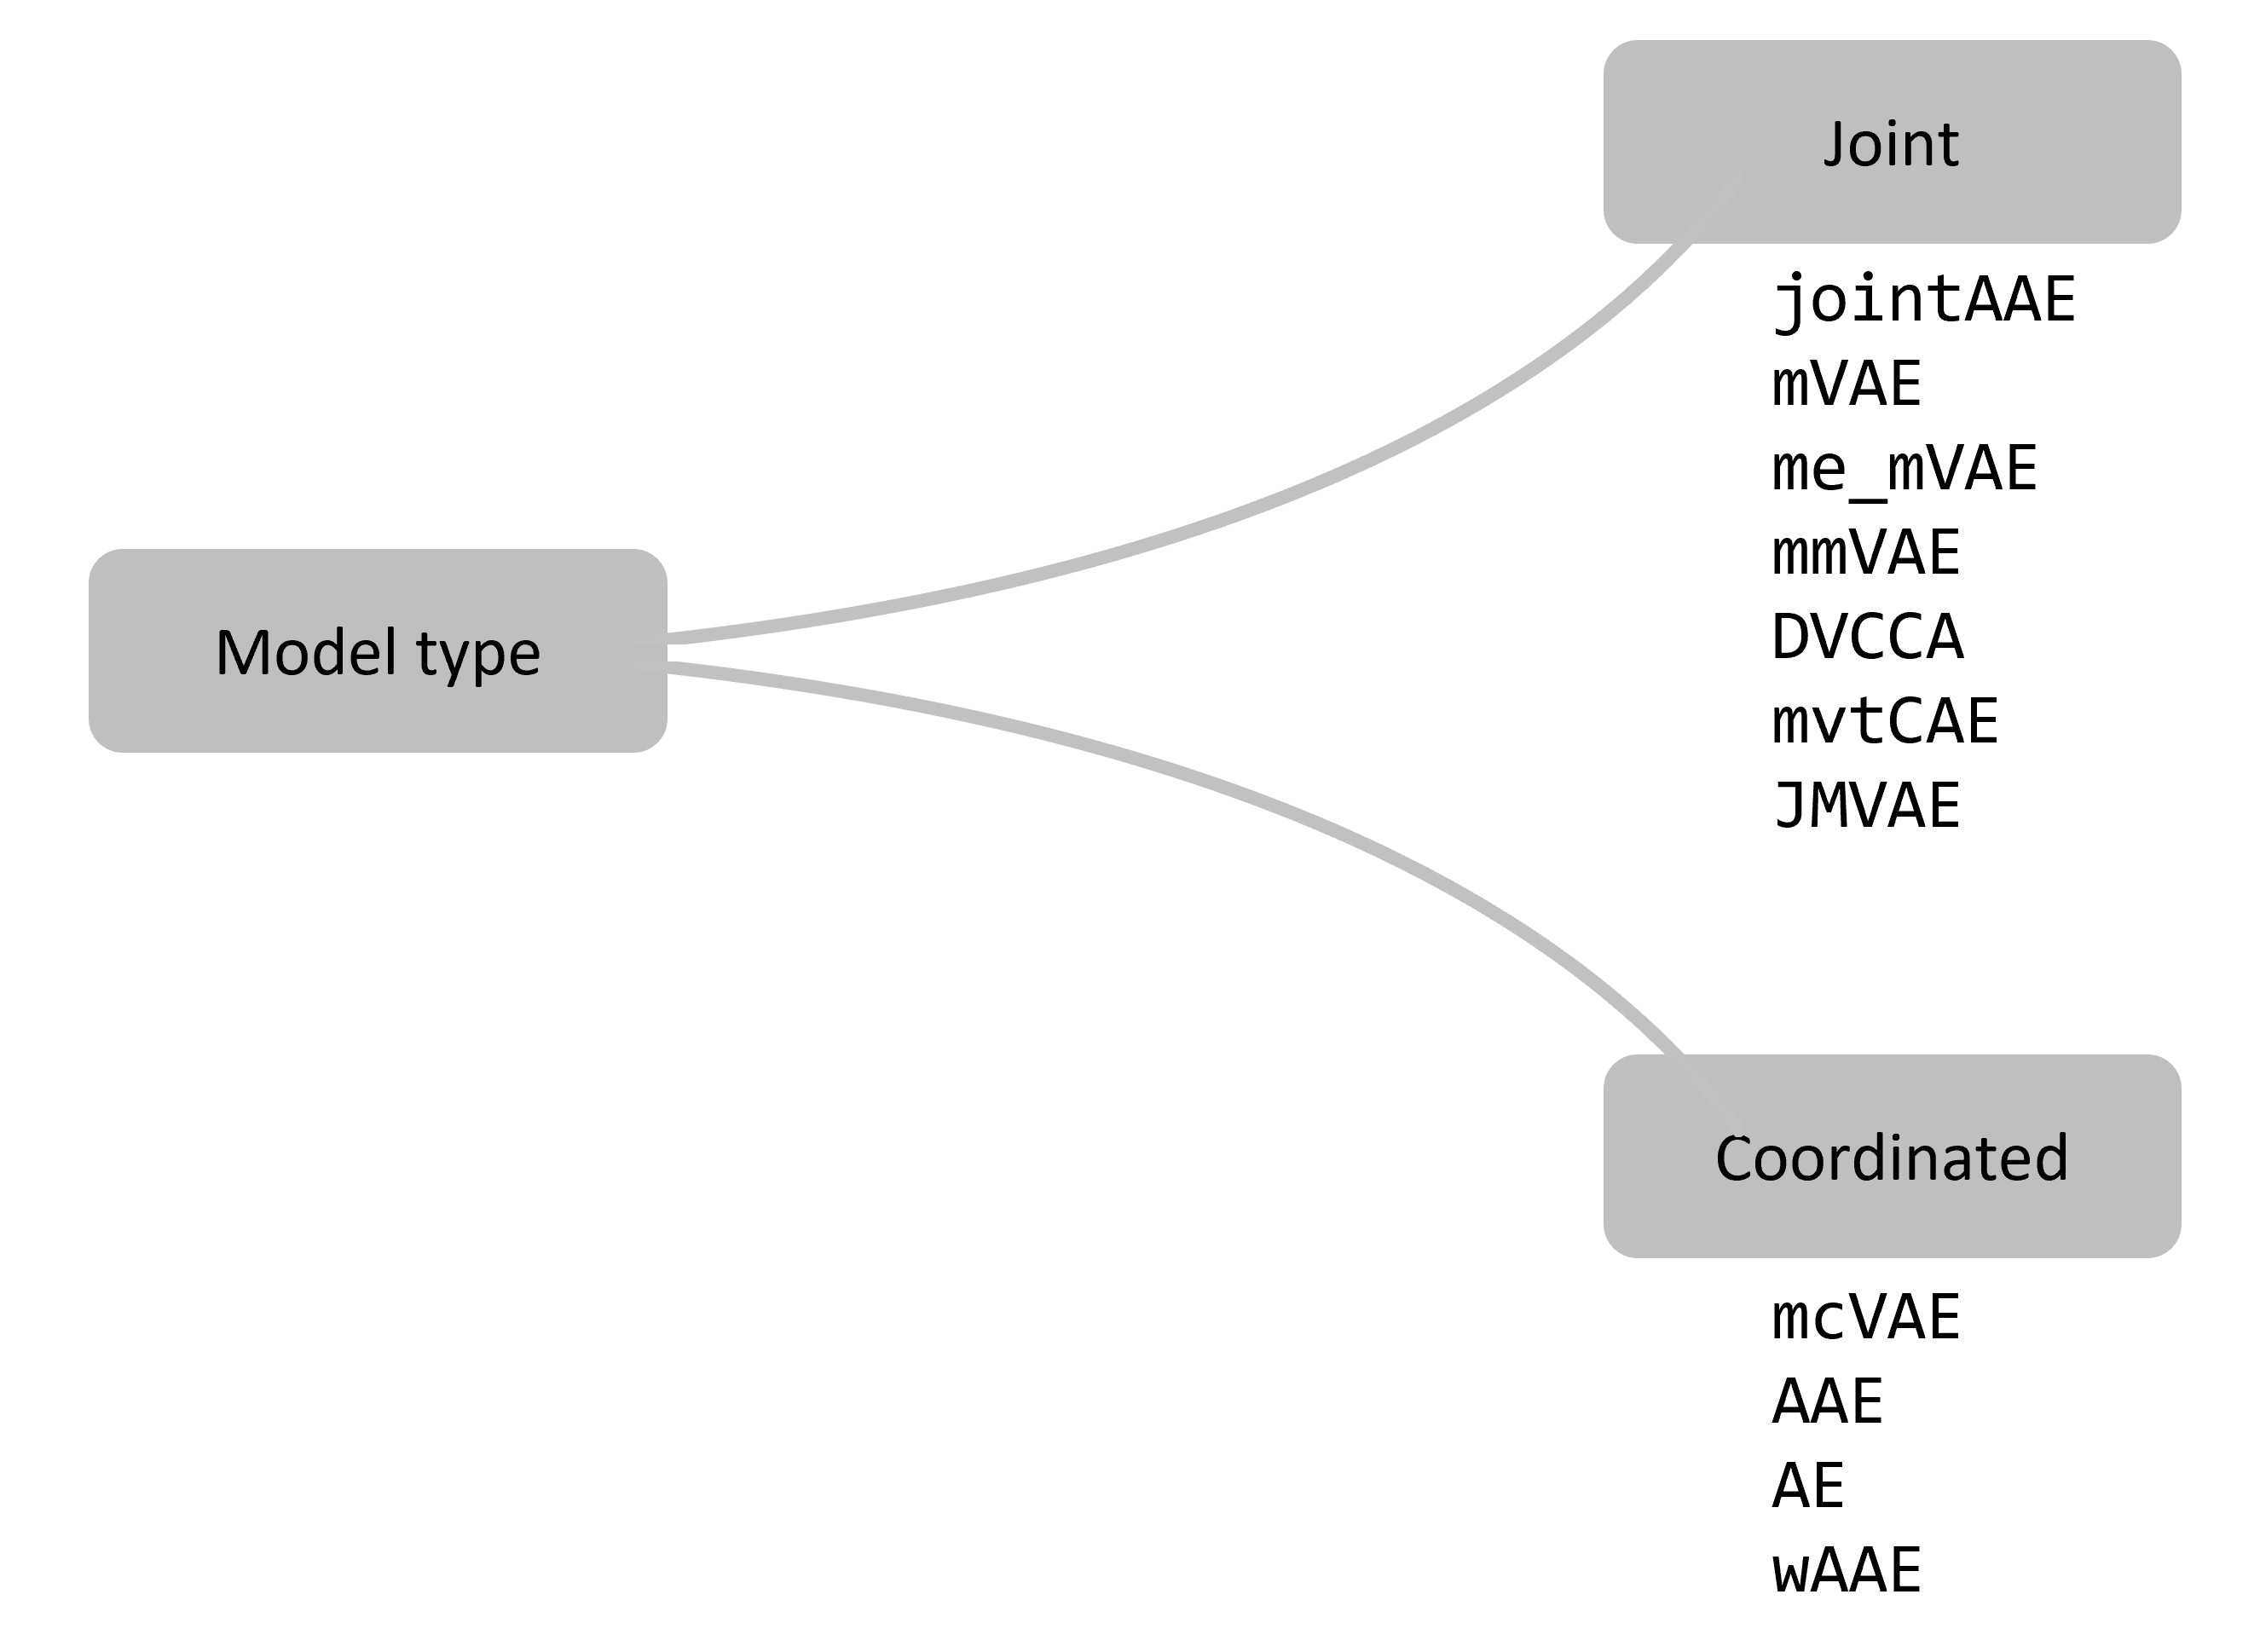 Joint
jointAAE
mVAE
me_mVAE
mmVAE
DVCCA
mvtCAE
JMVAE
Model type
Coordinated
mcVAE
AAE
AE
wAAE